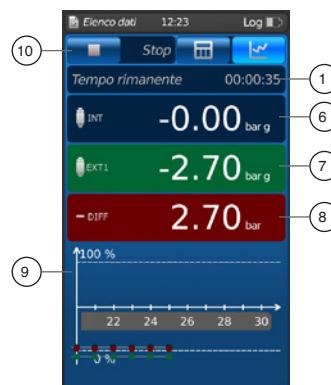 Elenco dati 12:23 Log
10 Stop
Tempo rimanente 00:00:35 1
INT -0.00 bar g 6
EXT1 -2.70 bar g 7
DIFF 2.70 bar 8
100 %
9
22 24 26 28 30
0 %